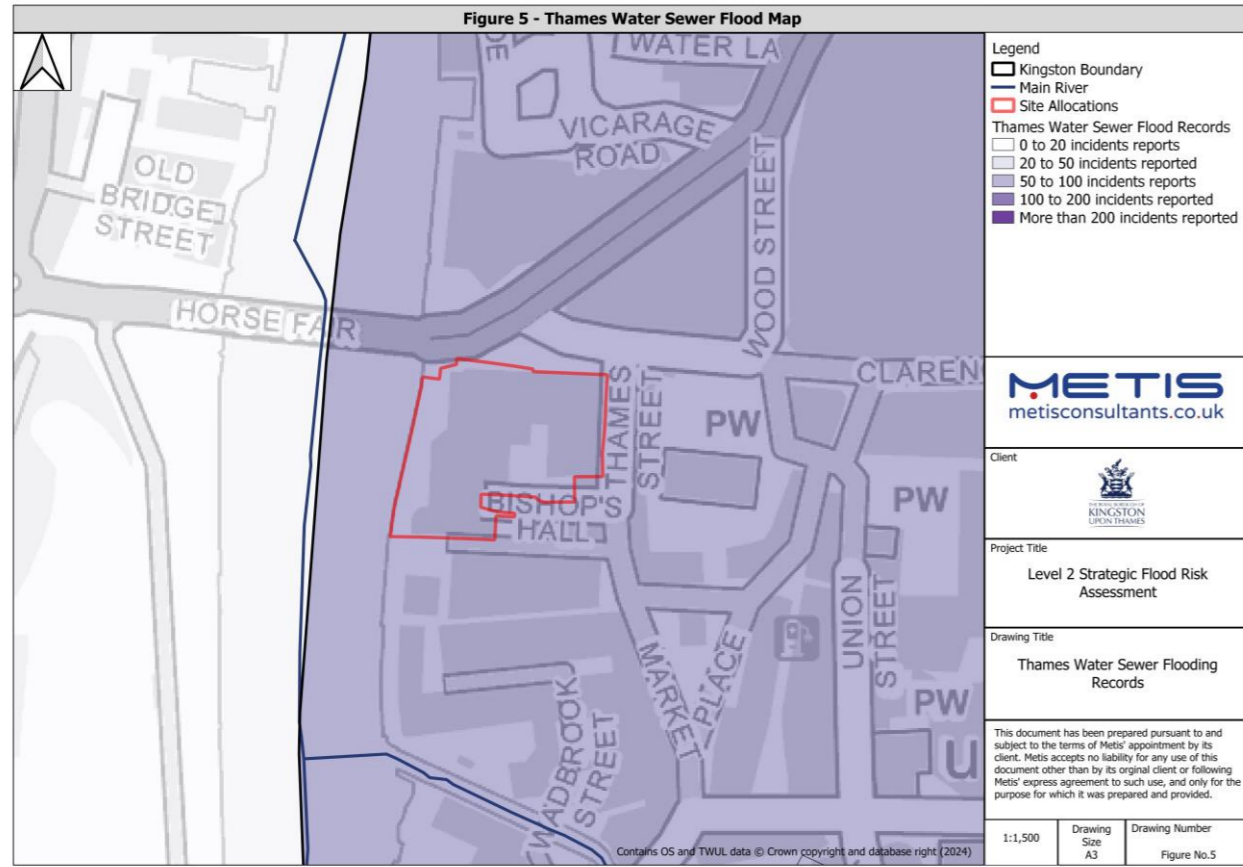 Figure 5 - Thames Water Sewer Flood Map
WATER LA
VICARAGE
ROAD
OLD
BRIDGE
STREET
WOOD STREET
HORSE FAIR
CLARENC
THAMES
STREET
PW
BISHOP'S
HALL
PW
UNION
STREET
MARKET
PLACE
PW
WADBROOK
STREET
U
Contains OS and TWUL data © Crown copyright and database right (2024)
Legend
Kingston Boundary
Main River
Site Allocations
Thames Water Sewer Flood Records
0 to 20 incidents reports
20 to 50 incidents reported
50 to 100 incidents reports
100 to 200 incidents reported
More than 200 incidents reported
METIS
metisconsultants.co.uk
Client
THE ROYAL BOROUGH OF
KINGSTON
UPON THAMES
Project Title
Level 2 Strategic Flood Risk
Assessment
Drawing Title
Thames Water Sewer Flooding
Records
This document has been prepared pursuant to and
subject to the terms of Metis' appointment by its
client. Metis accepts no liability for any use of this
document other than by its orginal client or following
Metis' express agreement to such use, and only for the
purpose for which it was prepared and provided.
1:1,500
Drawing
Size
A3
Drawing Number
Figure No.5